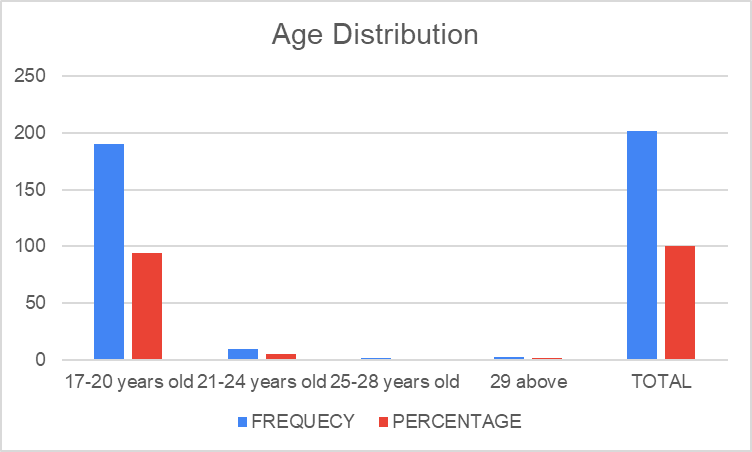 Age Distribution
250
200
150
100
50
0
17-20 years old 21-24 years old 25-28 years old 29 above TOTAL
FREQUECY PERCENTAGE